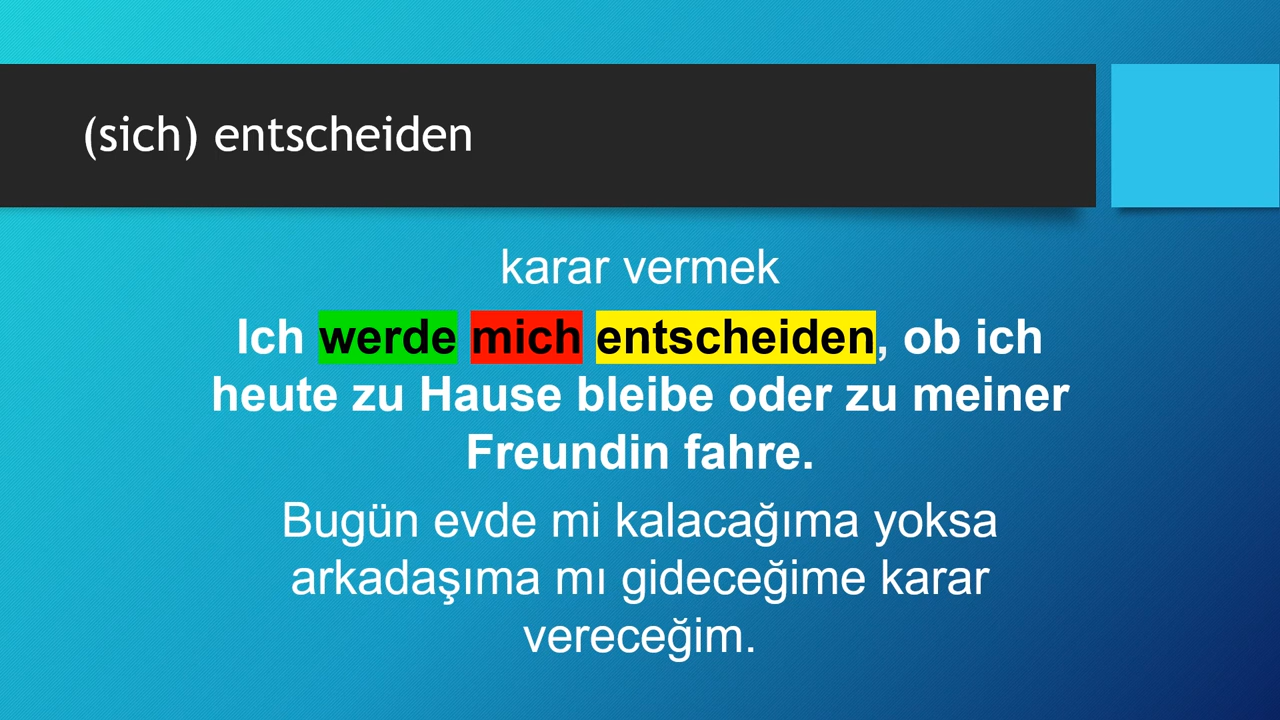 (sich) entscheiden
karar vermek
Ich werde mich entscheiden, ob ich
heute zu Hause bleibe oder zu meiner
Freundin fahre.
Bugün evde mi kalacağıma yoksa
arkadaşıma mı gideceğime karar
vereceğim.